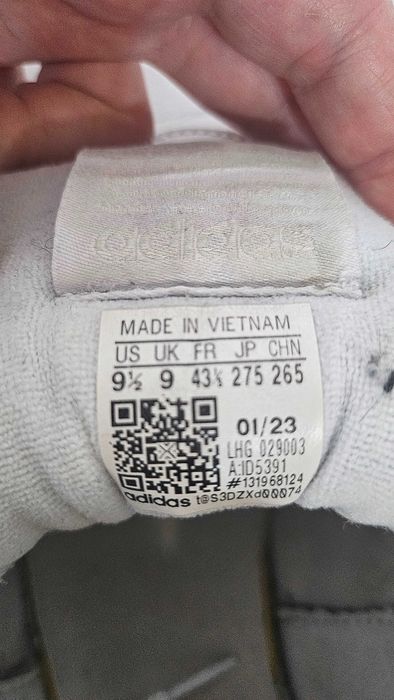 adidas
MADE IN VIETNAM
US UK FR JP CHN
9½ 9 43⅓ 275 265
01/23
LHG 029003
A:ID5391
#131968124
adidas t@S3DZXd00074